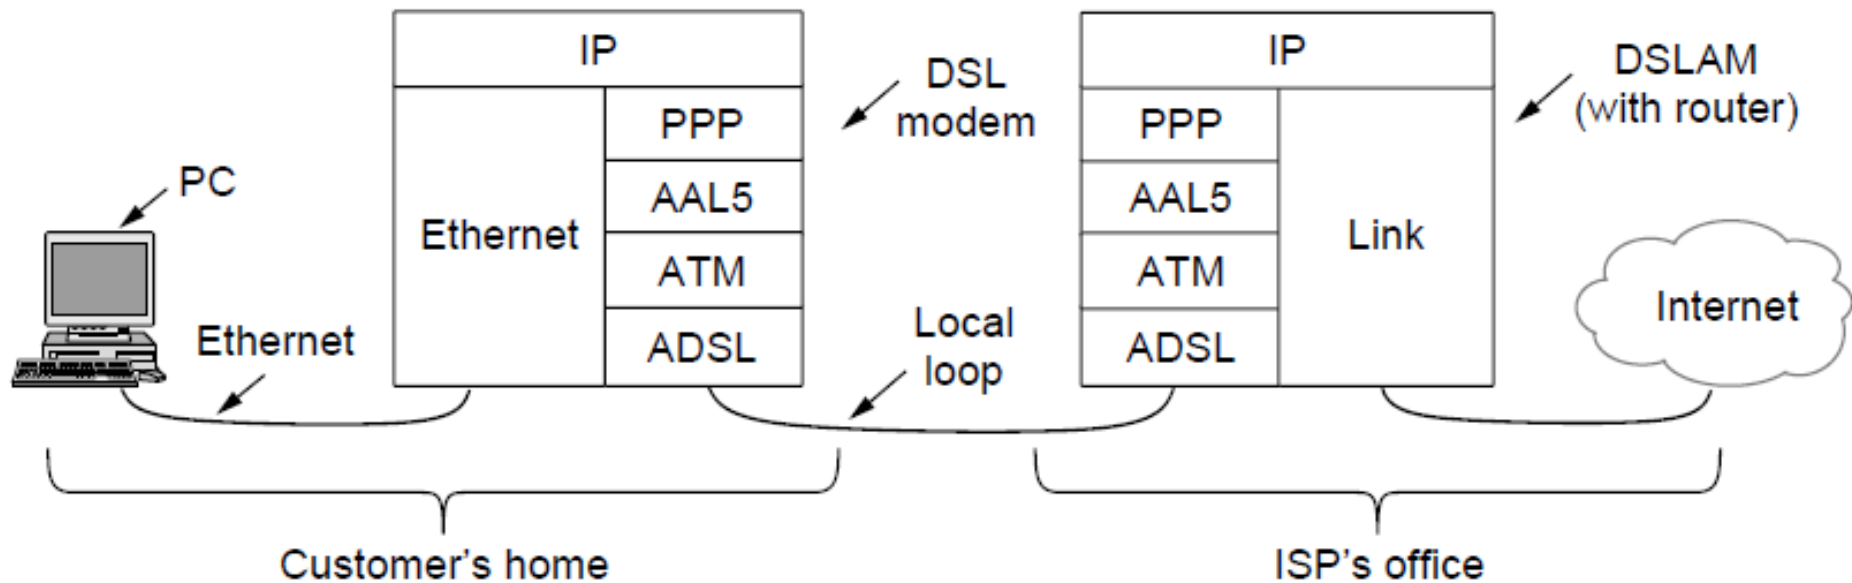 IP
IP
DSL
modem
DSLAM
(with router)
PC
Ethernet
PPP
AAL5
ATM
ADSL
PPP
AAL5
ATM
ADSL
Link
Internet
Ethernet
Local
loop
Customer’s home
ISP’s office